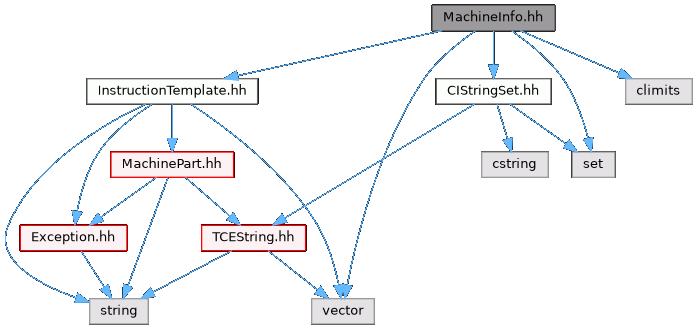 MachineInfo.hh
InstructionTemplate.hh
CIStringSet.hh
climits
MachinePart.hh
cstring
set
Exception.hh
TCEString.hh
string
vector